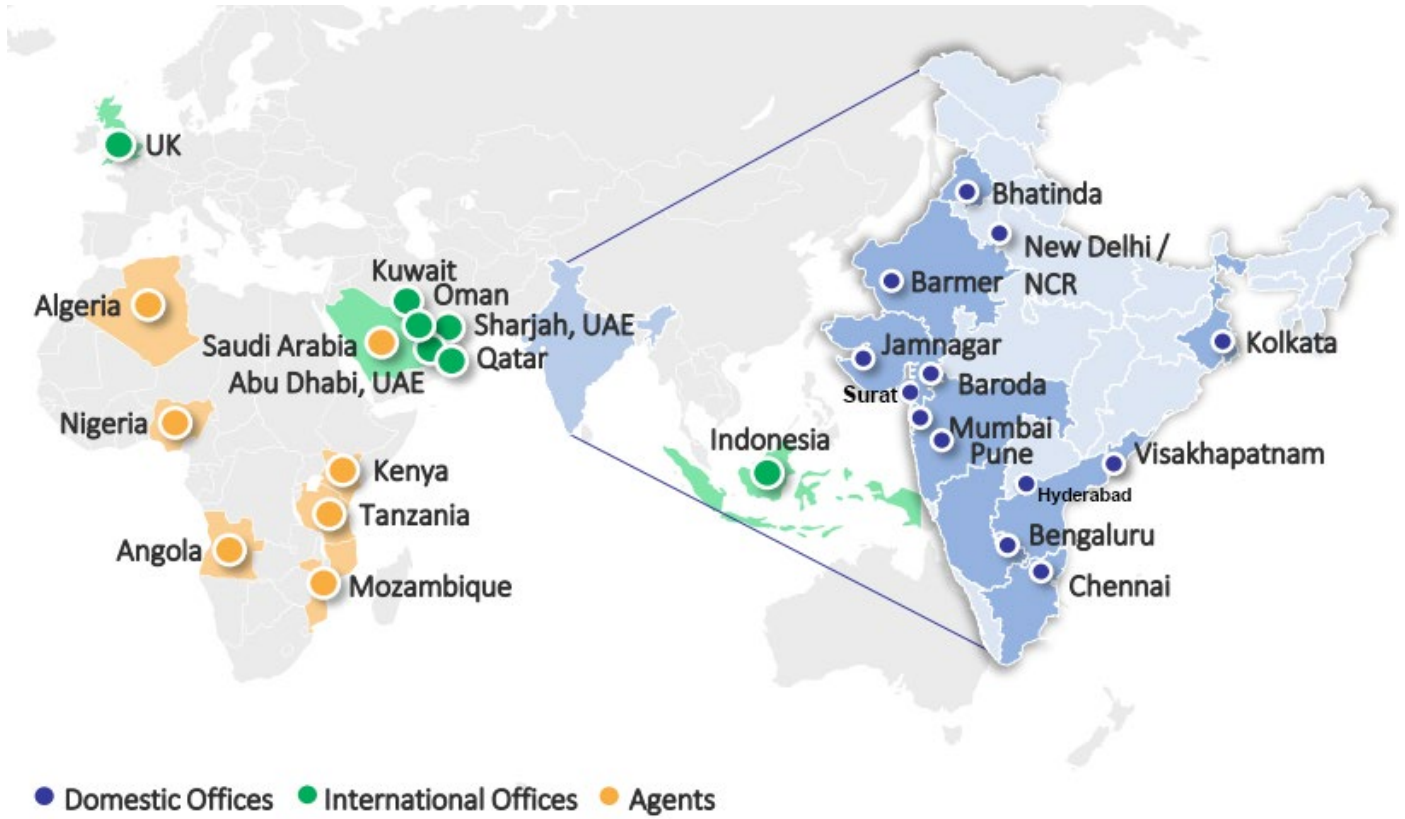 UK
Kuwait
Oman
Sharjah, UAE
Qatar
Algeria
Saudi Arabia
Abu Dhabi, UAE
Nigeria
Kenya
Tanzania
Angola
Mozambique
Indonesia
Bhatinda
New Delhi /
NCR
Barmer
Jamnagar
Kolkata
Baroda
Surat
Mumbai
Pune
Visakhapatnam
Hyderabad
Bengaluru
Chennai
Domestic Offices
International Offices
Agents